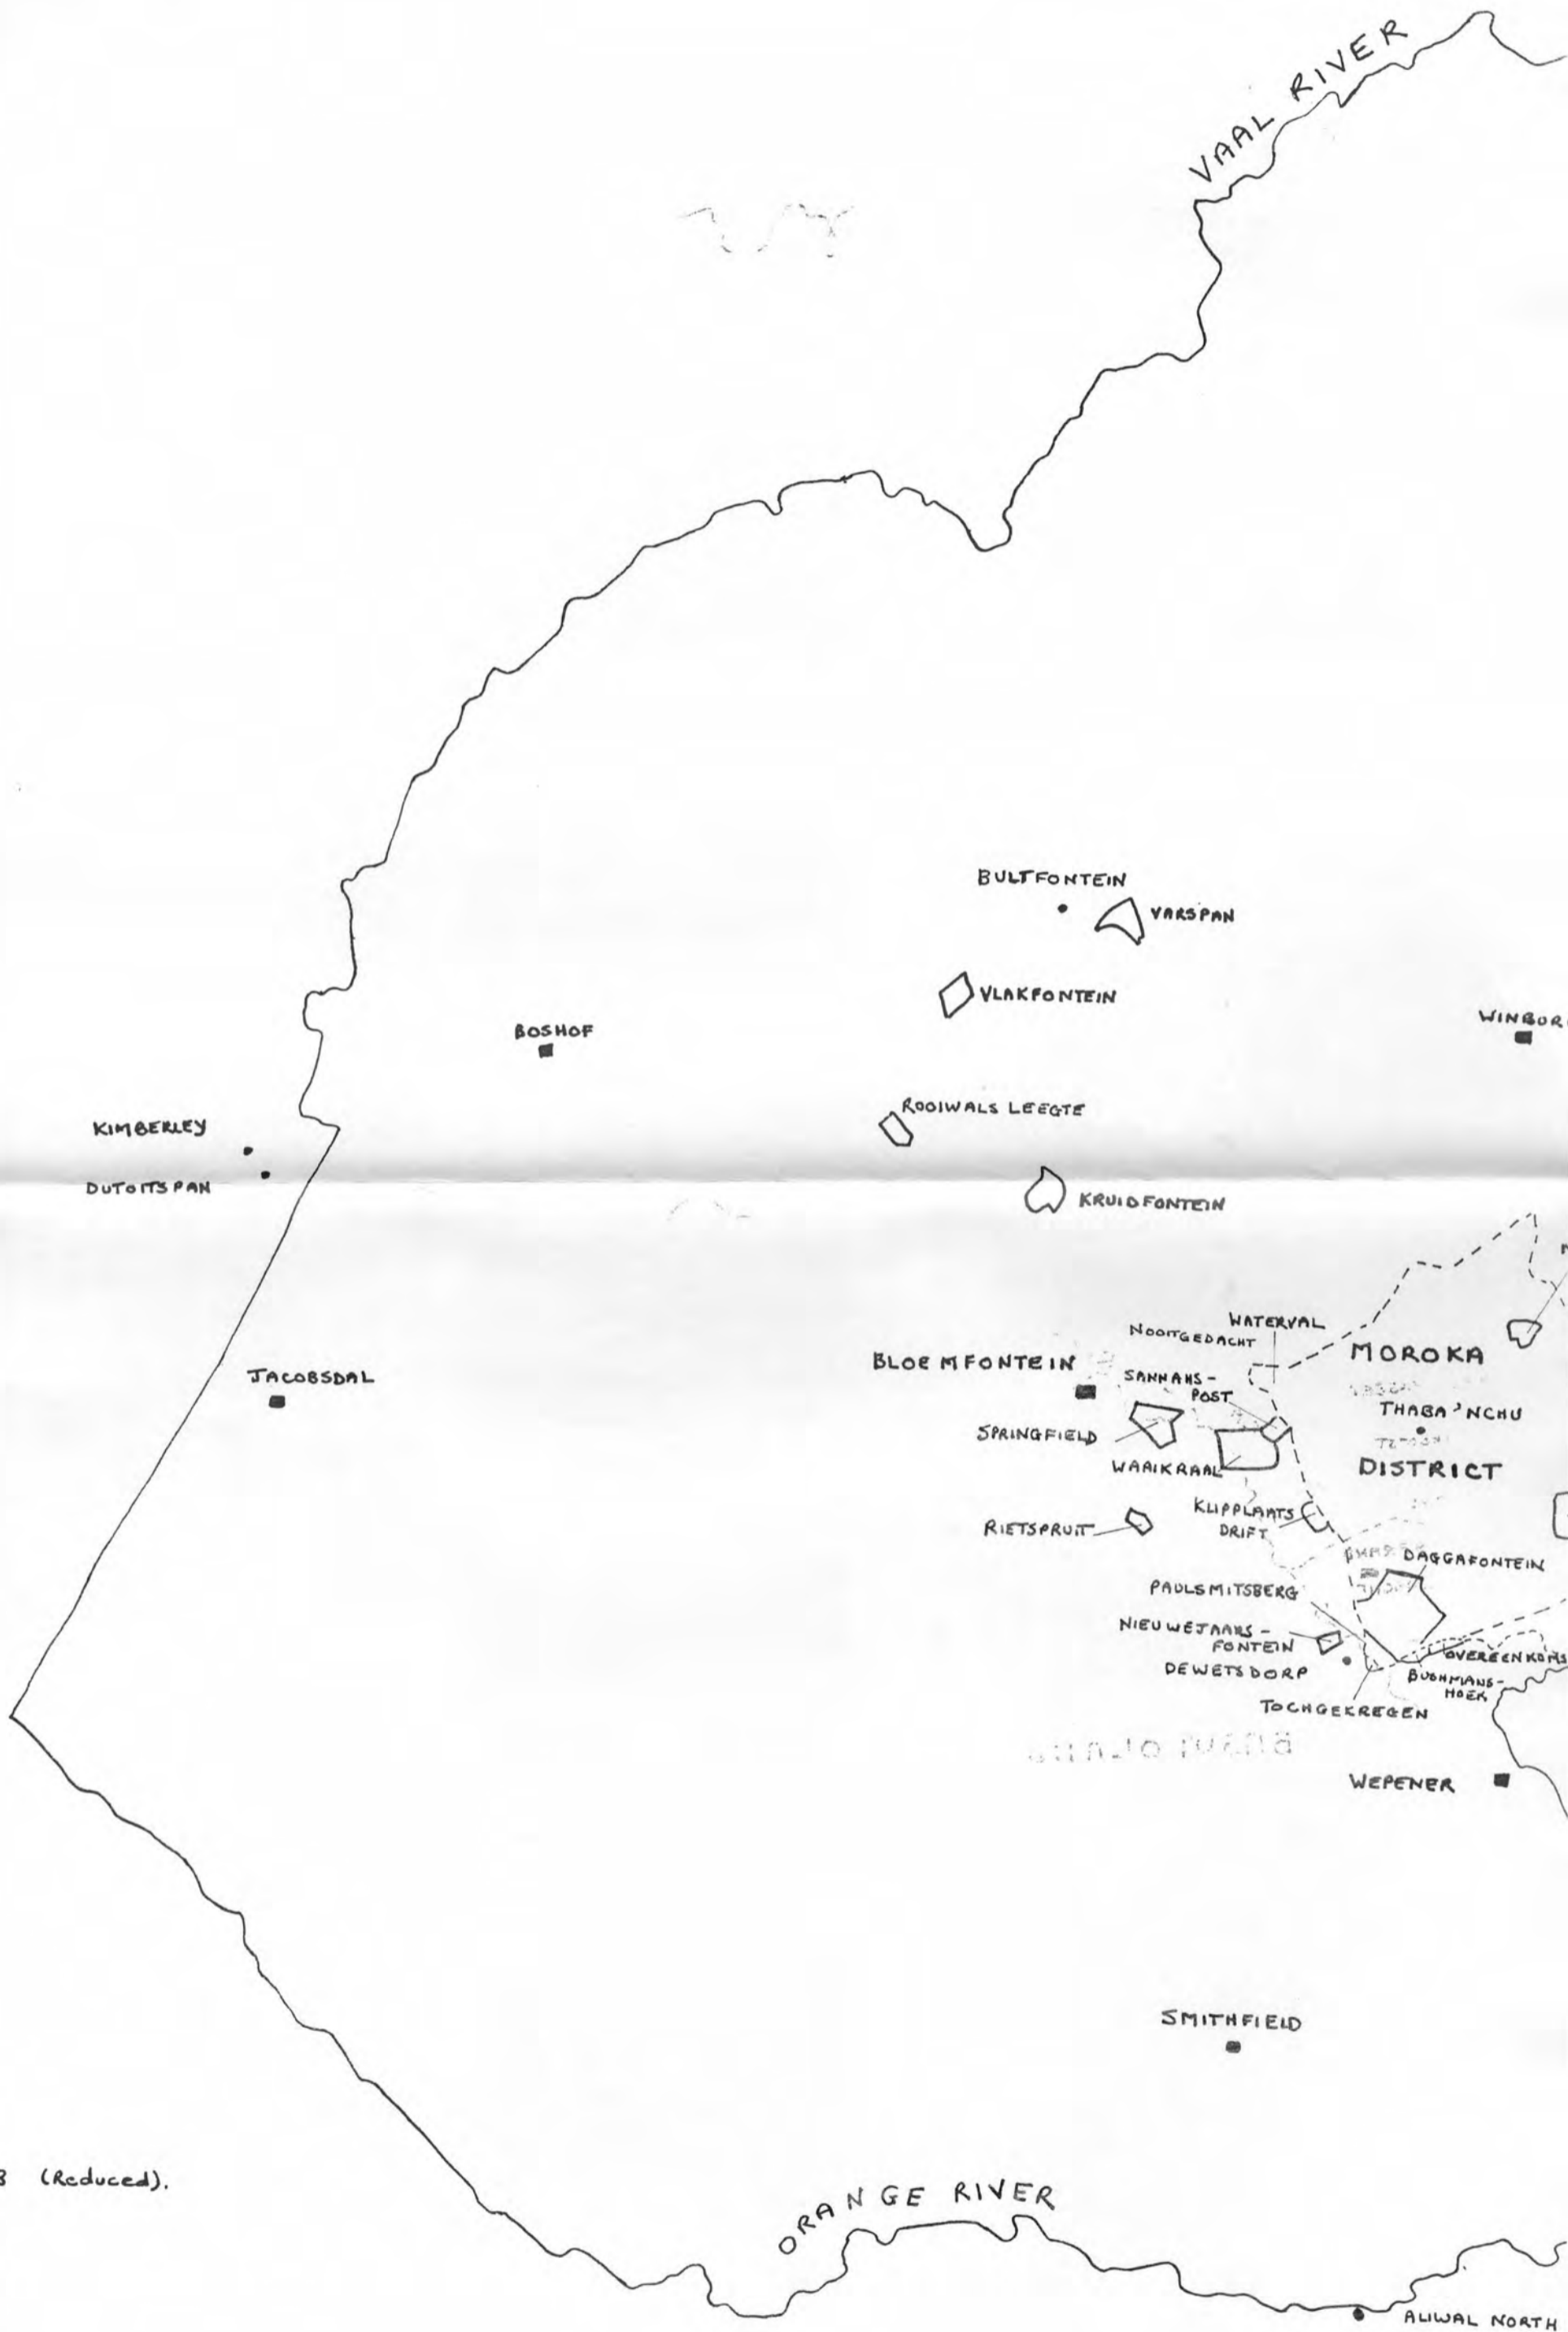 VAAL RIVER
BULTFONTEIN
VARSPAN
VLAKFONTEIN
BOSHOF
WINBUR
ROOIWALS LEEGTE
KIMBERLEY
DUTOITSPAN
KRUIDFONTEIN
WATERVAL
NOOITGEDACHT
MOROKA
BLOEMFONTEIN
JACOBSDAL
SANNAHS-
POST
THABA'NCHU
SPRINGFIELD
WAAIKRAAL
DISTRICT
KLIPPLAATS
DRIFT
RIETSPRUIT
DAGGAFONTEIN
PAULSMITSBERG
NIEUWEJAARS-
FONTEIN
OVEREENKOMS
DEWETSDORP
BUSHMANS-
HOEK
TOCHGEKREGEN
WEPENER
SMITHFIELD
(Reduced).
ORANGE RIVER
ALIWAL NORTH